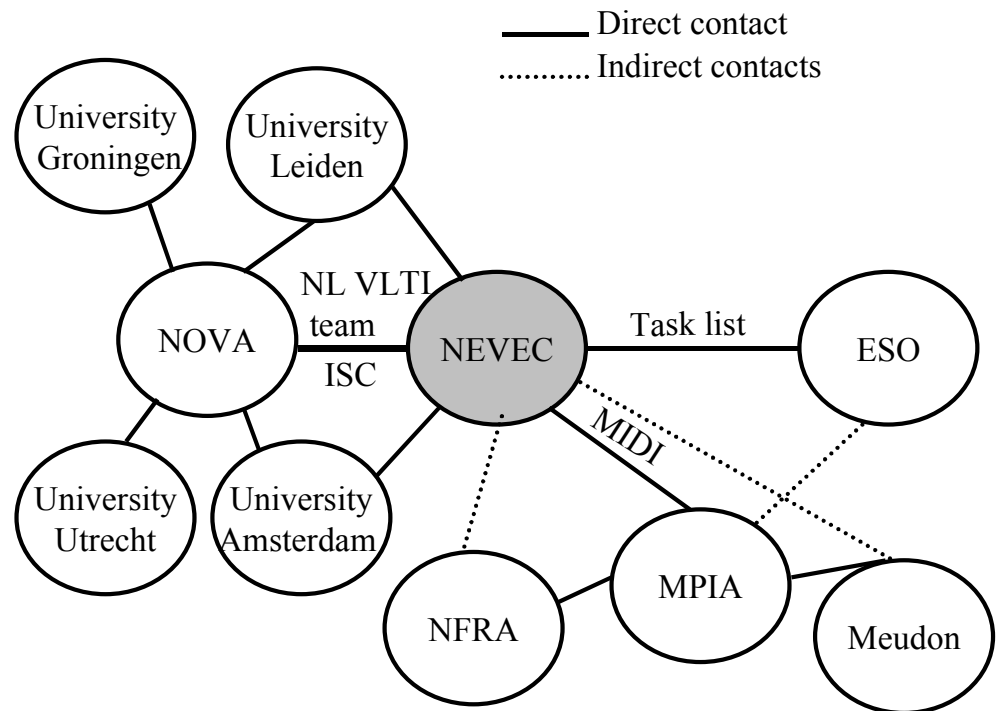 Direct contact
Indirect contacts
University
Groningen
University
Leiden
NL VLTI
team
ISC
NOVA
NEVEC
Task list
ESO
MIDI
University
Utrecht
University
Amsterdam
NFRA
MPIA
Meudon